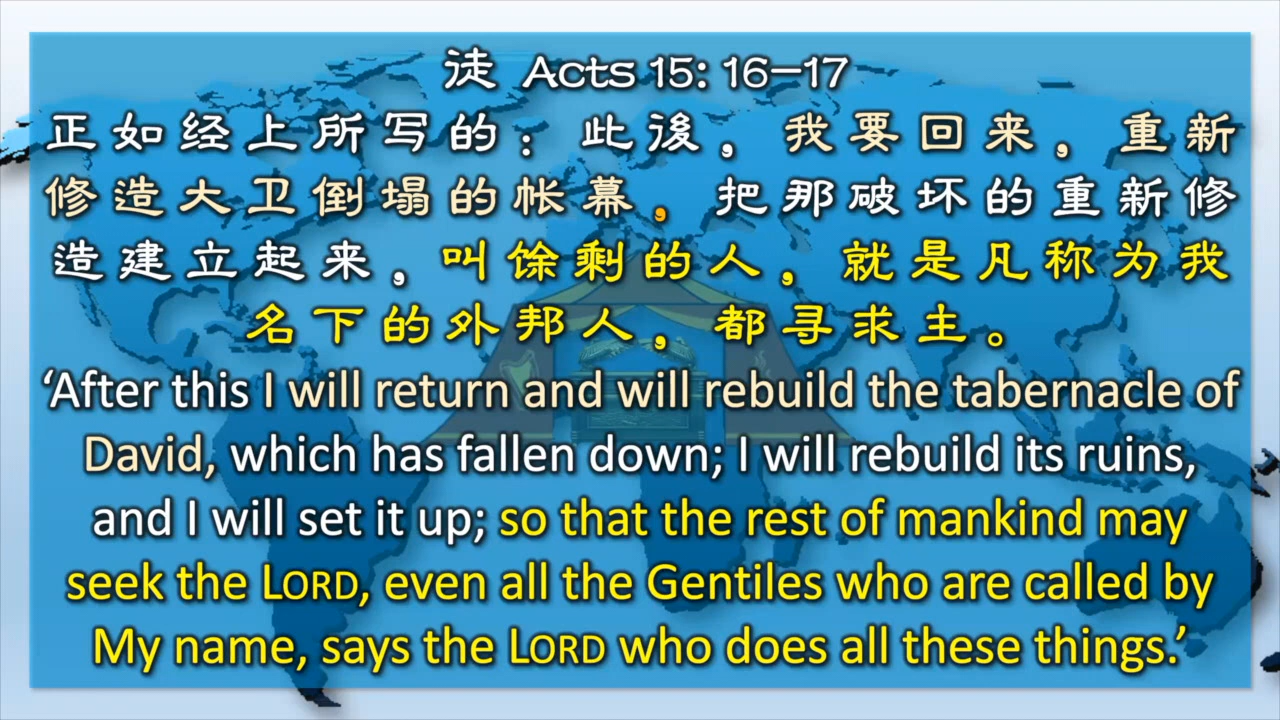 徒 Acts 15: 16–17
正如经上所写的：此後，我要回来，重新
修造大卫倒塌的帐幕，把那破坏的重新修
造建立起来，叫馀剩的人，就是凡称为我
名下的外邦人，都寻求主。
‘After this I will return and will rebuild the tabernacle of
David, which has fallen down; I will rebuild its ruins,
and I will set it up; so that the rest of mankind may
seek the LORD, even all the Gentiles who are called by
My name, says the LORD who does all these things.’